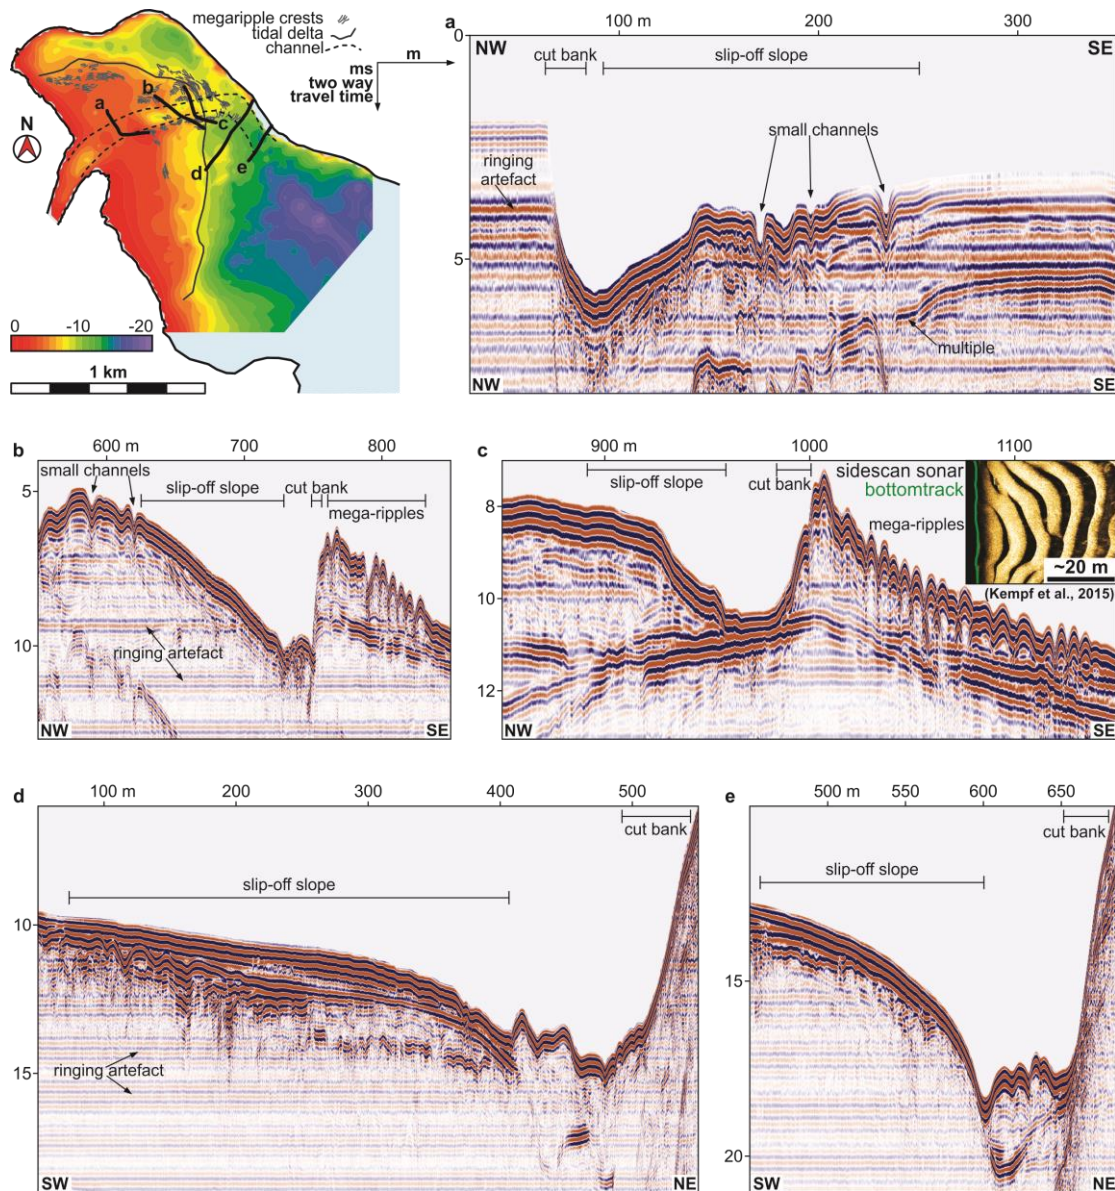 megaripple crests
tidal delta
channel
m
ms
two way
travel time
N
a
b
c
d
e
0 -10 -20
1 km
a
100 m 200 300
0
NW SE
cut bank slip-off slope
small channels
ringing
artefact
5
multiple
NW SE
b
600 m 700 800
small channels
5
slip-off slope
cut bank
mega-ripples
10
ringing artefact
NW SE
c
900 m 1000 1100
slip-off slope
cut bank
sidescan sonar
bottomtrack
8
mega-ripples
~20 m
(Kempf et al., 2015)
10
12
NW SE
d
100 m 200 300 400 500
cut bank
slip-off slope
10
ringing artefact
15
SW NE
e
500 m 550 600 650
cut bank
slip-off slope
15
20
SW NE